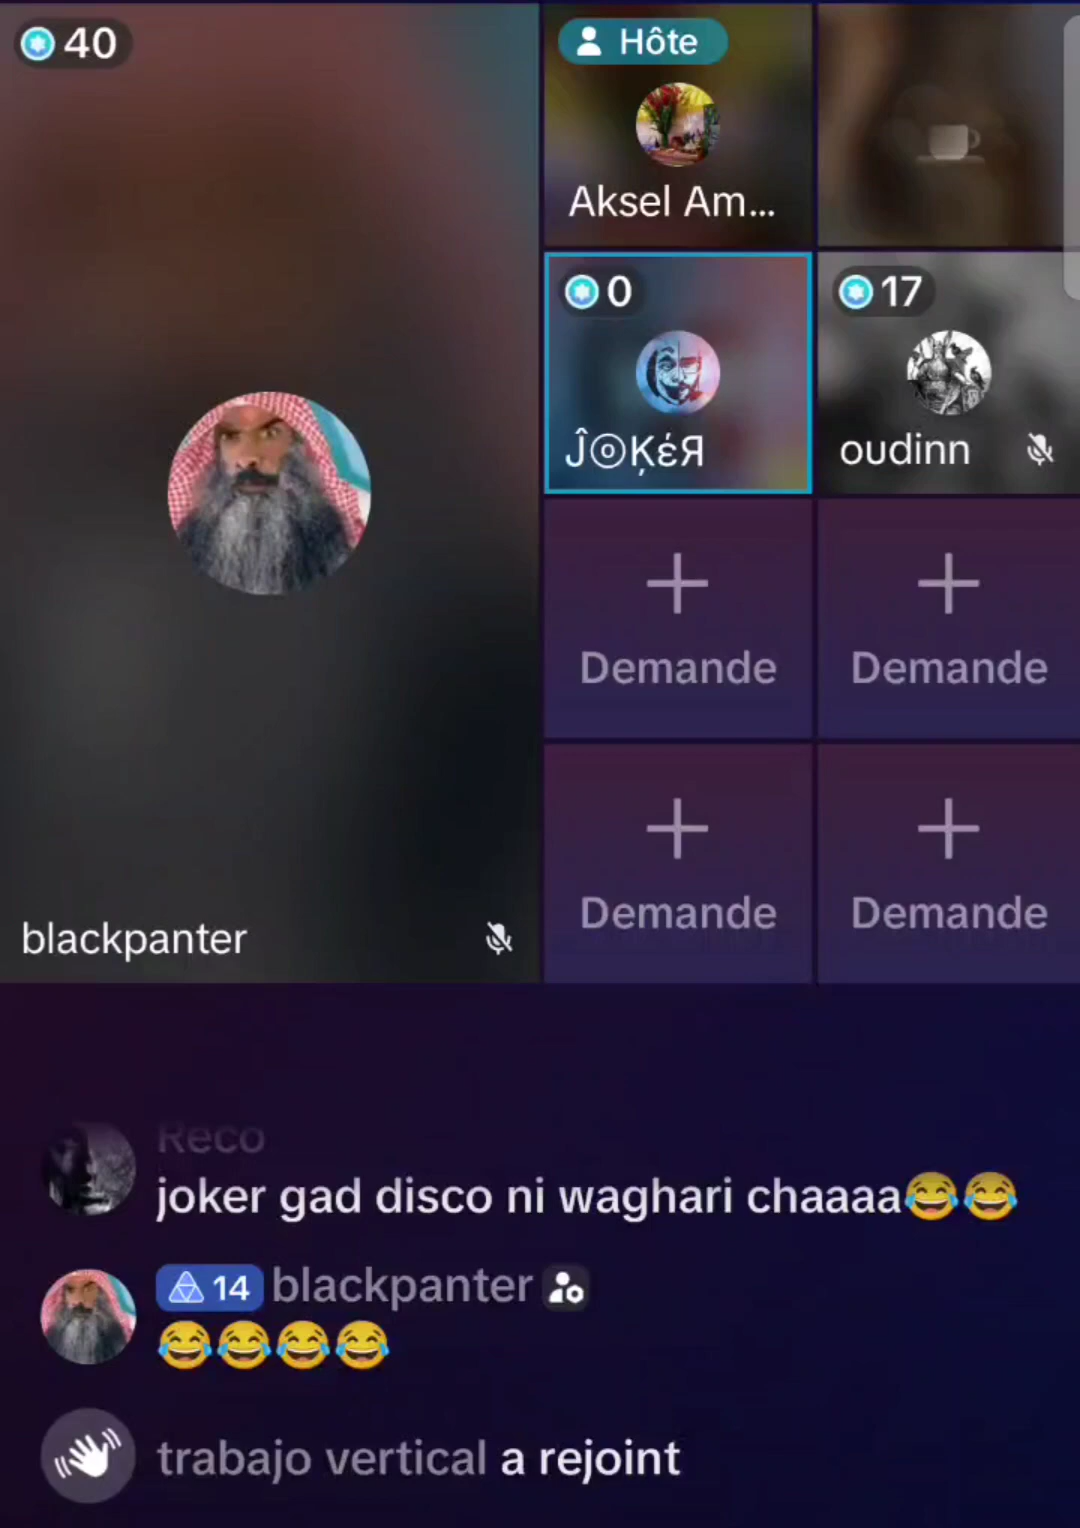 40
Hôte
Aksel Am...
0
ĴⓞĶέЯ
17
oudinn
Demande
Demande
Demande
Demande
blackpanter
Reco
joker gad disco ni waghari chaaaa😂😂
14 blackpanter
😂😂😂😂
trabajo vertical a rejoint